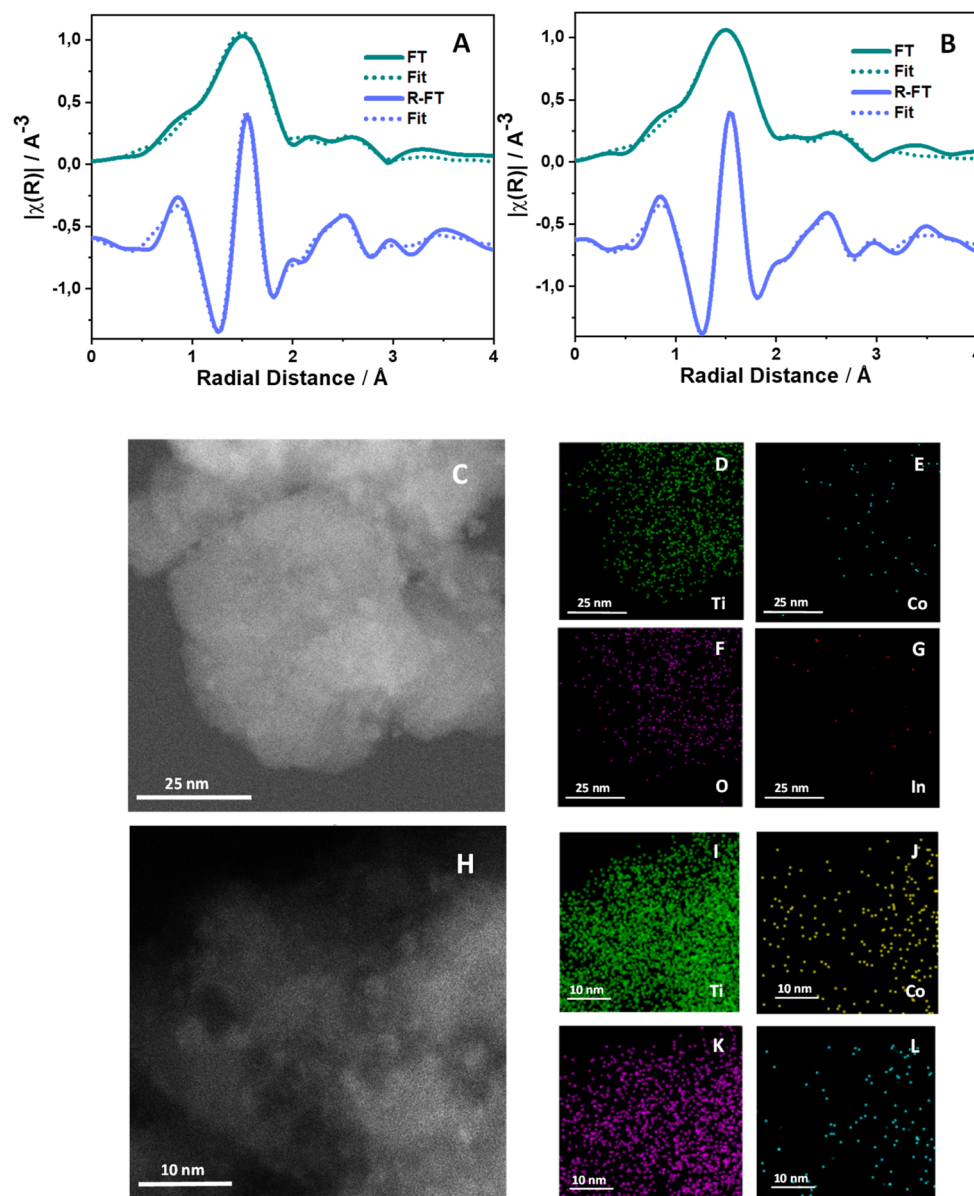 A
1,0
FT
Fit
R-FT
Fit
0,5
0,0
-0,5
-1,0
|χ(R)| / A⁻³
0 1 2 3 4
Radial Distance / Å
B
1,0
FT
Fit
R-FT
Fit
0,5
0,0
-0,5
-1,0
|χ(R)| / A⁻³
0 1 2 3 4
Radial Distance / Å
C
25 nm
D
25 nm
Ti
E
25 nm
Co
F
25 nm
O
G
25 nm
In
H
10 nm
I
10 nm
Ti
J
10 nm
Co
K
10 nm
L
10 nm